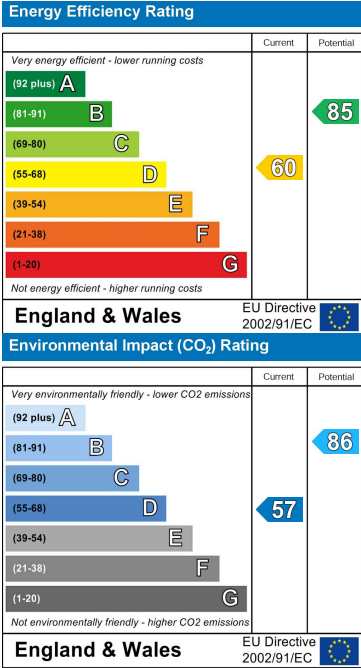 Energy Efficiency Rating
Current Potential
Very energy efficient - lower running costs
(92 plus) A
(81-91) B
85
(69-80) C
(55-68) D
60
(39-54) E
(21-38) F
(1-20) G
Not energy efficient - higher running costs
England & Wales
EU Directive
2002/91/EC
Environmental Impact (CO2) Rating
Current Potential
Very environmentally friendly - lower CO2 emissions
(92 plus) A
(81-91) B
86
(69-80) C
(55-68) D
57
(39-54) E
(21-38) F
(1-20) G
Not environmentally friendly - higher CO2 emissions
England & Wales
EU Directive
2002/91/EC